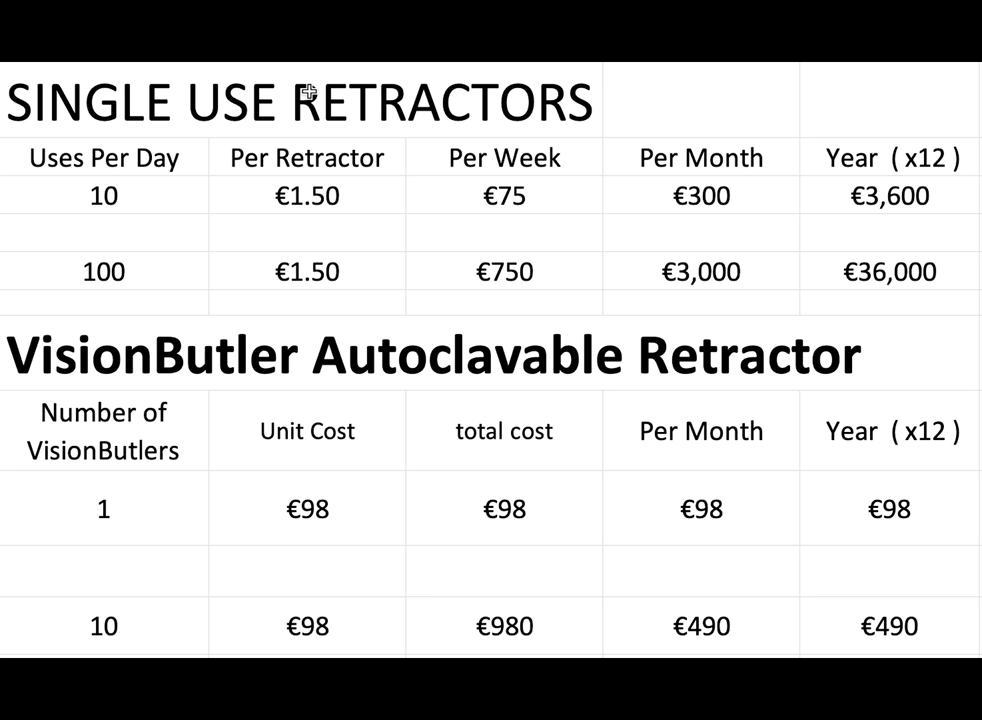 SINGLE USE RETRACTORS
Uses Per Day Per Retractor Per Week Per Month Year ( x12 )
10 €1.50 €75 €300 €3,600
100 €1.50 €750 €3,000 €36,000
VisionButler Autoclavable Retractor
Number of VisionButlers Unit Cost total cost Per Month Year ( x12 )
1 €98 €98 €98 €98
10 €98 €980 €490 €490